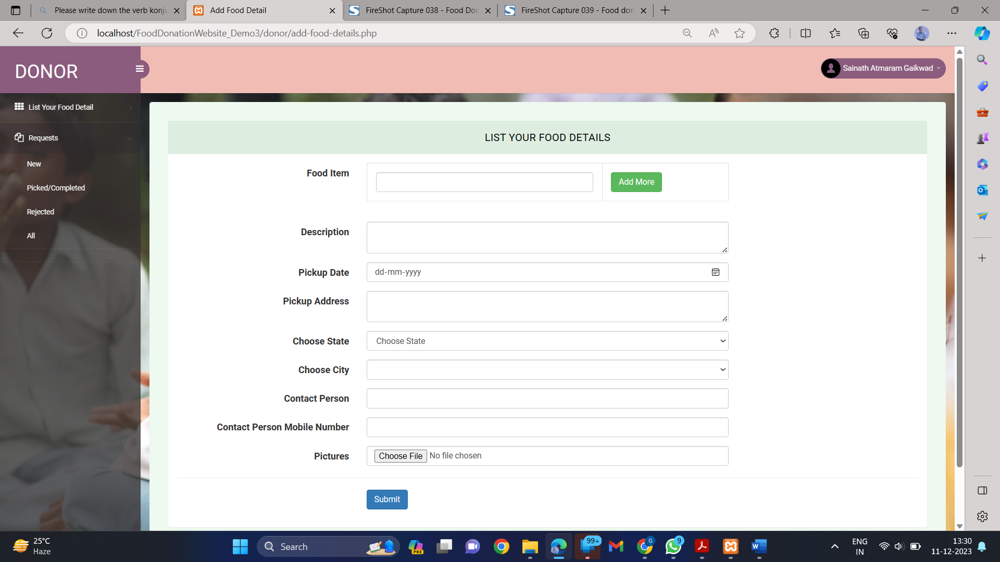 Please write down the verb konju
Add Food Detail
FireShot Capture 038 - Food Don
FireShot Capture 039 - Food don
localhost/FoodDonationWebsite_Demo3/donor/add-food-details.php
DONOR
Sainath Atmaram Gaikwad
List Your Food Detail
Requests
New
Picked/Completed
Rejected
All
LIST YOUR FOOD DETAILS
Food Item
Add More
Description
Pickup Date
dd-mm-yyyy
Pickup Address
Choose State
Choose State
Choose City
Contact Person
Contact Person Mobile Number
Pictures
Choose File No file chosen
Submit
25°C
Haze
Search
PRE
99+
G
9
ENG
IN
13:30
11-12-2023